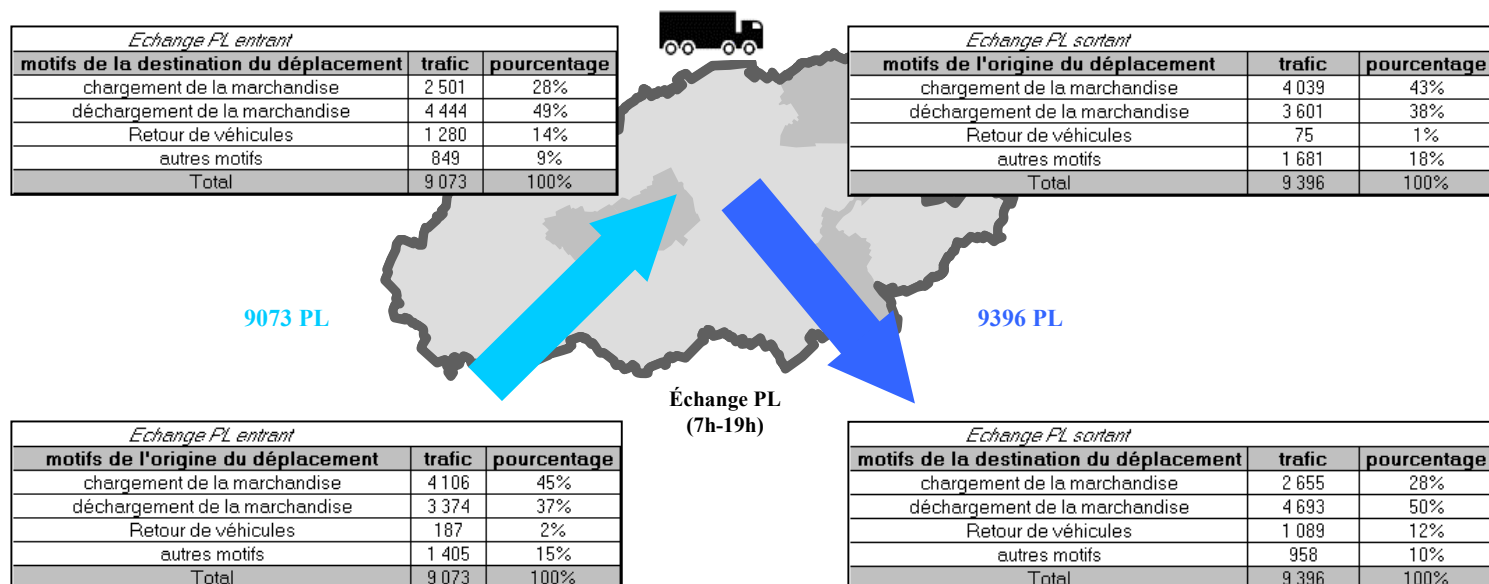 Echange PL entrant
motifs de la destination du déplacement trafic pourcentage
chargement de la marchandise 2 501 28%
déchargement de la marchandise 4 444 49%
Retour de véhicules 1 280 14%
autres motifs 849 9%
Total 9 073 100%
Echange PL sortant
motifs de l'origine du déplacement trafic pourcentage
chargement de la marchandise 4 039 43%
déchargement de la marchandise 3 601 38%
Retour de véhicules 75 1%
autres motifs 1 681 18%
Total 9 396 100%
9073 PL
9396 PL
Échange PL
(7h-19h)
Echange PL entrant
motifs de l'origine du déplacement trafic pourcentage
chargement de la marchandise 4 106 45%
déchargement de la marchandise 3 374 37%
Retour de véhicules 187 2%
autres motifs 1 405 15%
Total 9 073 100%
Echange PL sortant
motifs de la destination du déplacement trafic pourcentage
chargement de la marchandise 2 655 28%
déchargement de la marchandise 4 693 50%
Retour de véhicules 1 089 12%
autres motifs 958 10%
Total 9 396 100%